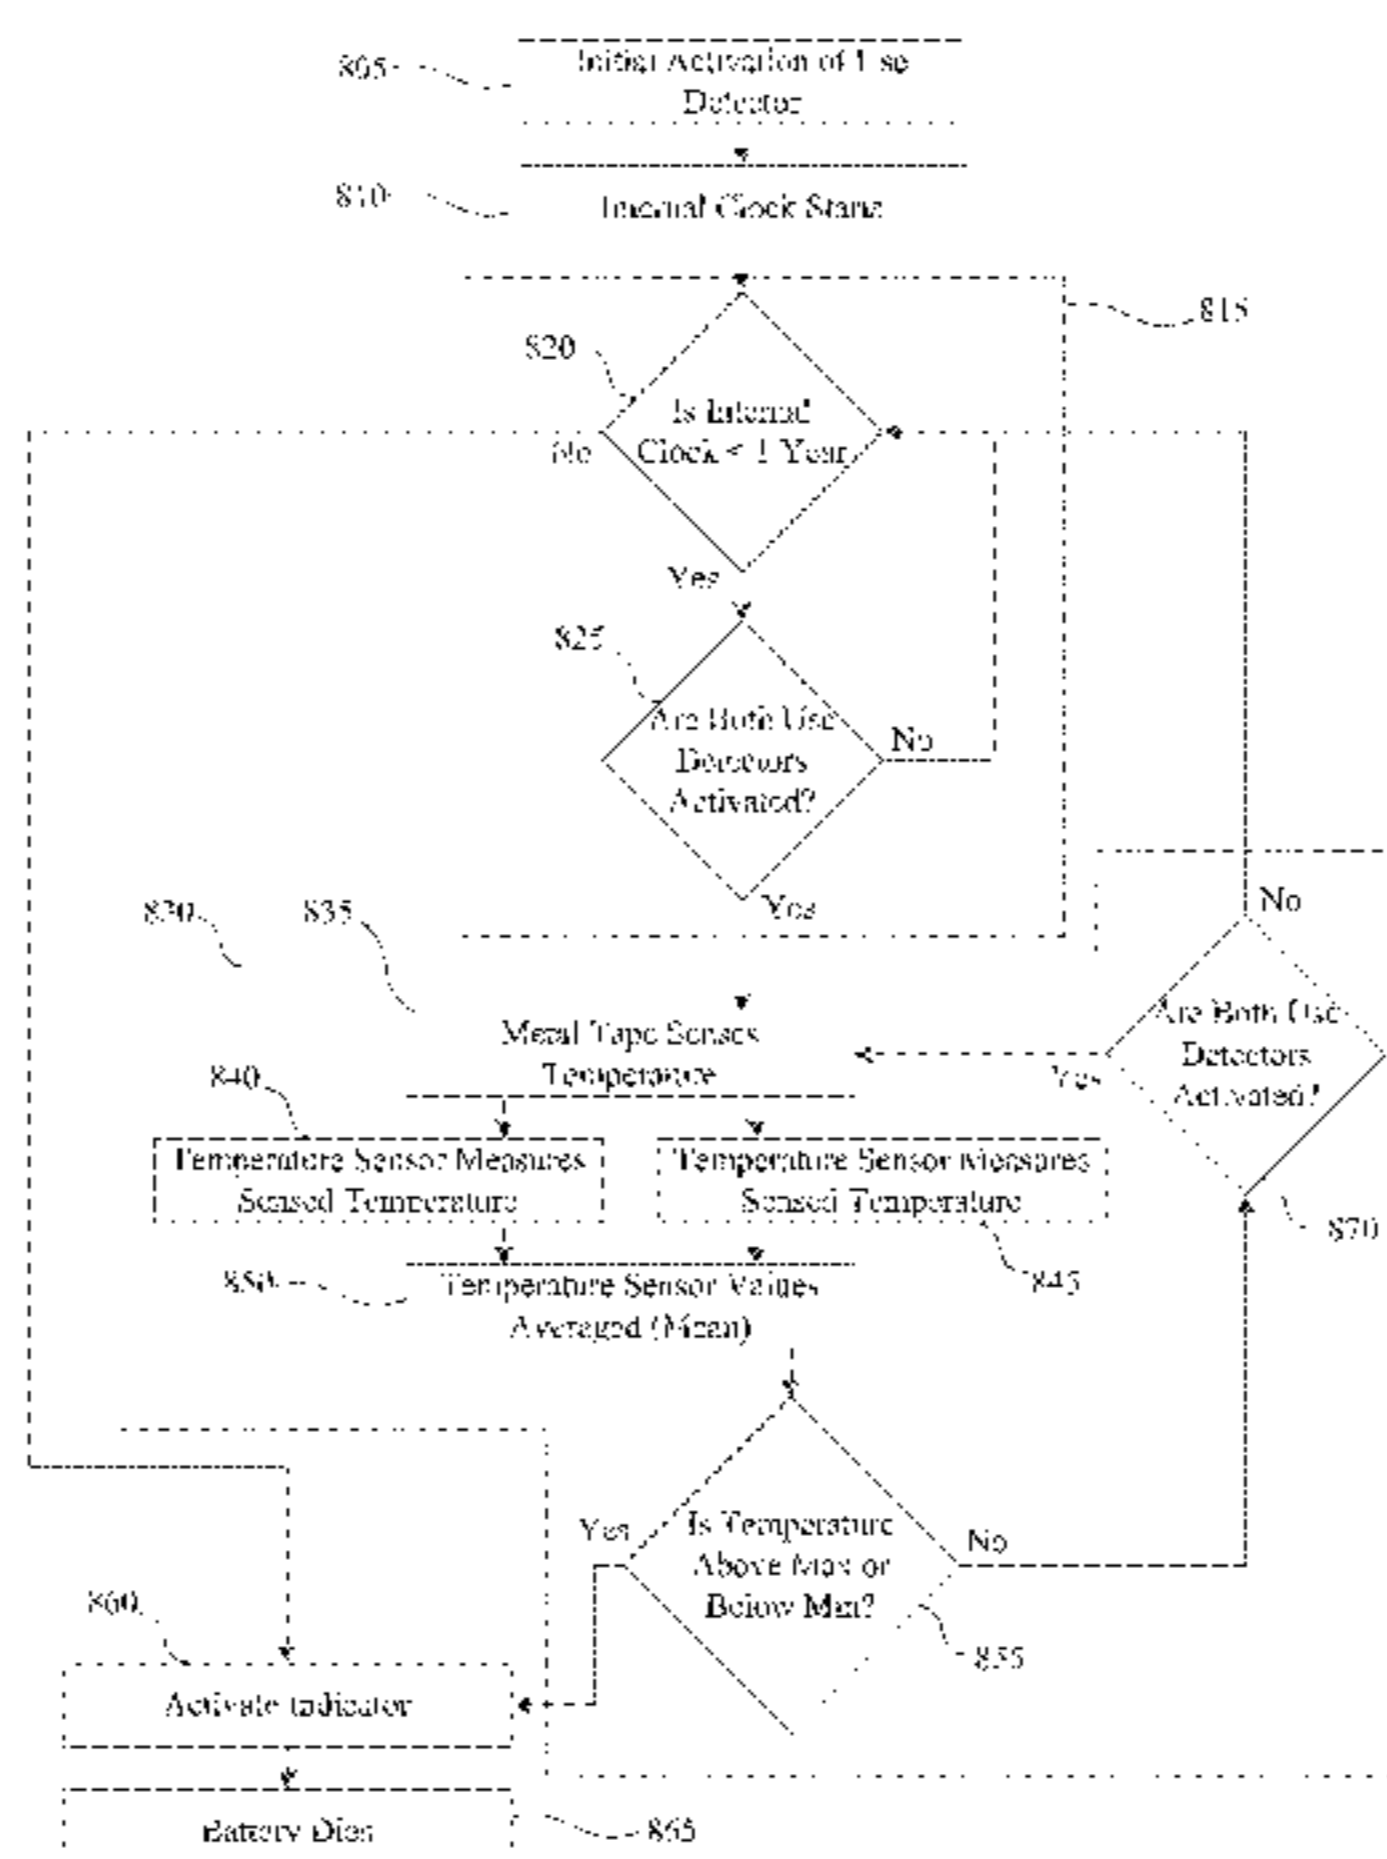 805
Initial Activation of Use
Detector
810
Internal Clock Starts
815
820
Is Internal
Clock < 1 Year
No
Yes
825
Are Both Use
Detectors
Activated?
No
Yes
830
835
Metal Tape Senses
Temperature
No
Are Both Use
Detectors
Activated?
Yes
870
840
Temperature Sensor Measures
Sensed Temperature
Temperature Sensor Measures
Sensed Temperature
845
850
Temperature Sensor Values
Averaged (Mean)
Yes
Is Temperature
Above Max or
Below Min?
No
855
860
Activate Indicator
Battery Dies
865